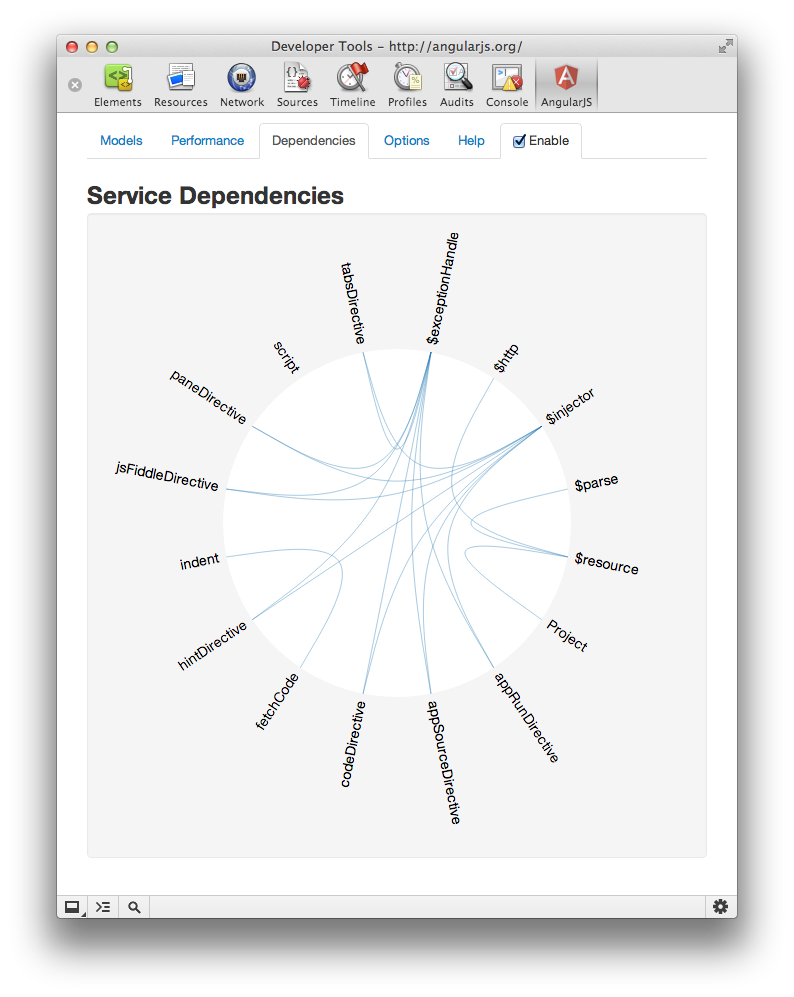 Developer Tools – http://angularjs.org/
Elements Resources Network Sources Timeline Profiles Audits Console AngularJS
Models Performance Dependencies Options Help Enable
Service Dependencies
$exceptionHandle
$http
$injector
$parse
$resource
Project
appRunDirective
appSourceDirective
codeDirective
fetchCode
hintDirective
indent
jsFiddleDirective
paneDirective
script
tabsDirective